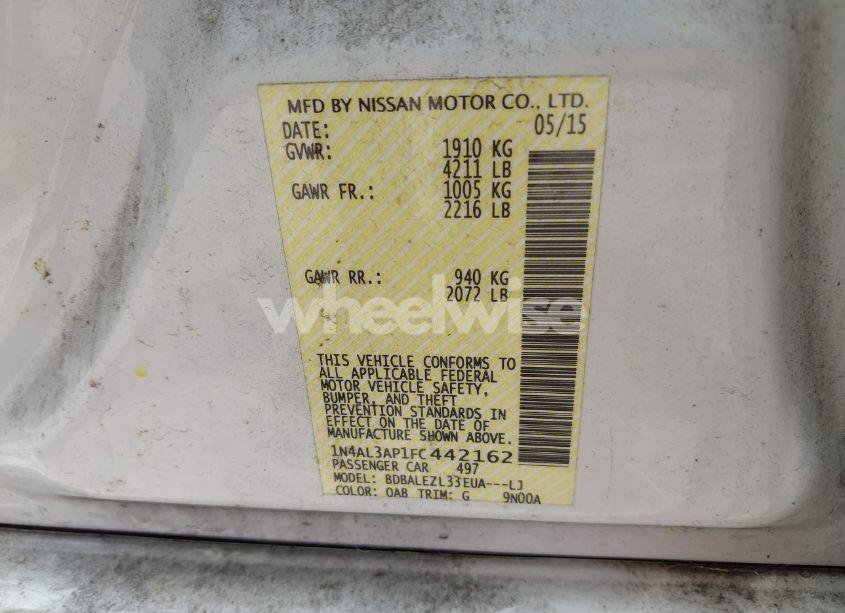 MFD BY NISSAN MOTOR CO., LTD.
DATE: 05/15
GVWR: 1910 KG
4211 LB
GAWR FR.: 1005 KG
2216 LB
GAWR RR.: 940 KG
2072 LB
wheelwise
THIS VEHICLE CONFORMS TO
ALL APPLICABLE FEDERAL
MOTOR VEHICLE SAFETY,
BUMPER, AND THEFT
PREVENTION STANDARDS IN
EFFECT ON THE DATE OF
MANUFACTURE SHOWN ABOVE.
1N4AL3AP1FC442162
PASSENGER CAR 497
MODEL: BDBALEZL33EUA---LJ
COLOR: QAB TRIM: G 9N00A